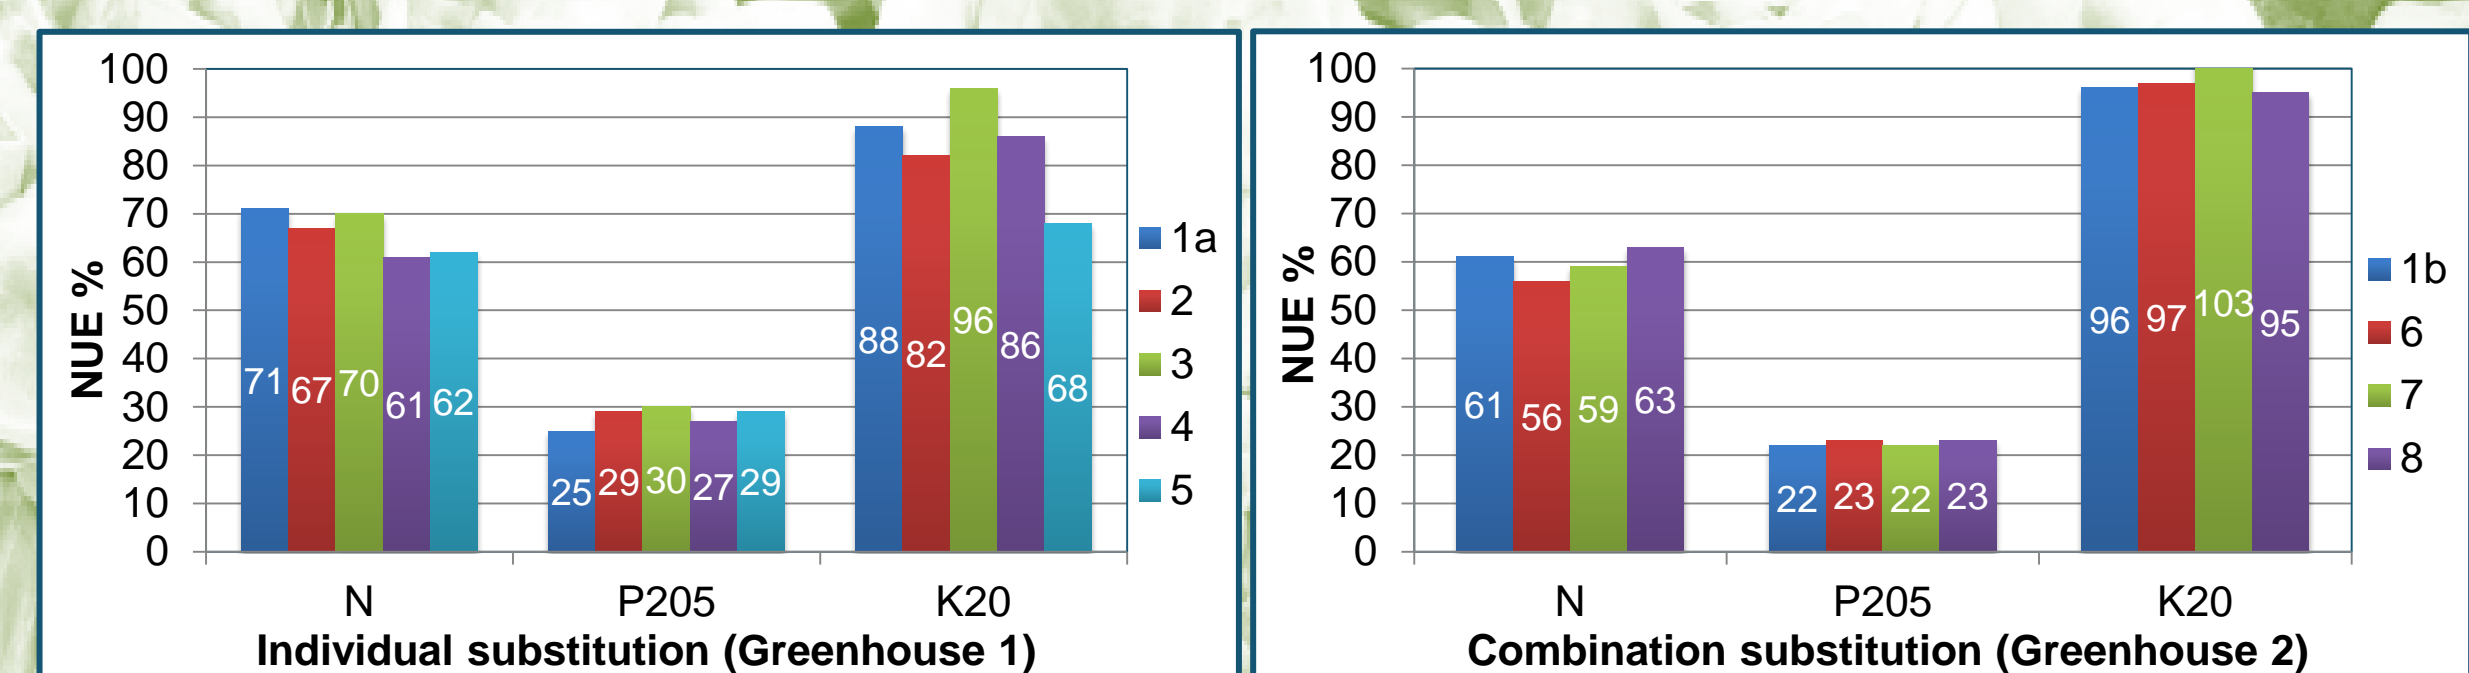 100
90
80
70
60
50
40
30
20
10
0
NUE %
71 67 70 61 62
25 29 30 27 29
88 82 96 86 68
N P205 K20
Individual substitution (Greenhouse 1)
1a
2
3
4
5
100
90
80
70
60
50
40
30
20
10
0
NUE %
61 56 59 63
22 23 22 23
96 97 103 95
N P205 K20
Combination substitution (Greenhouse 2)
1b
6
7
8